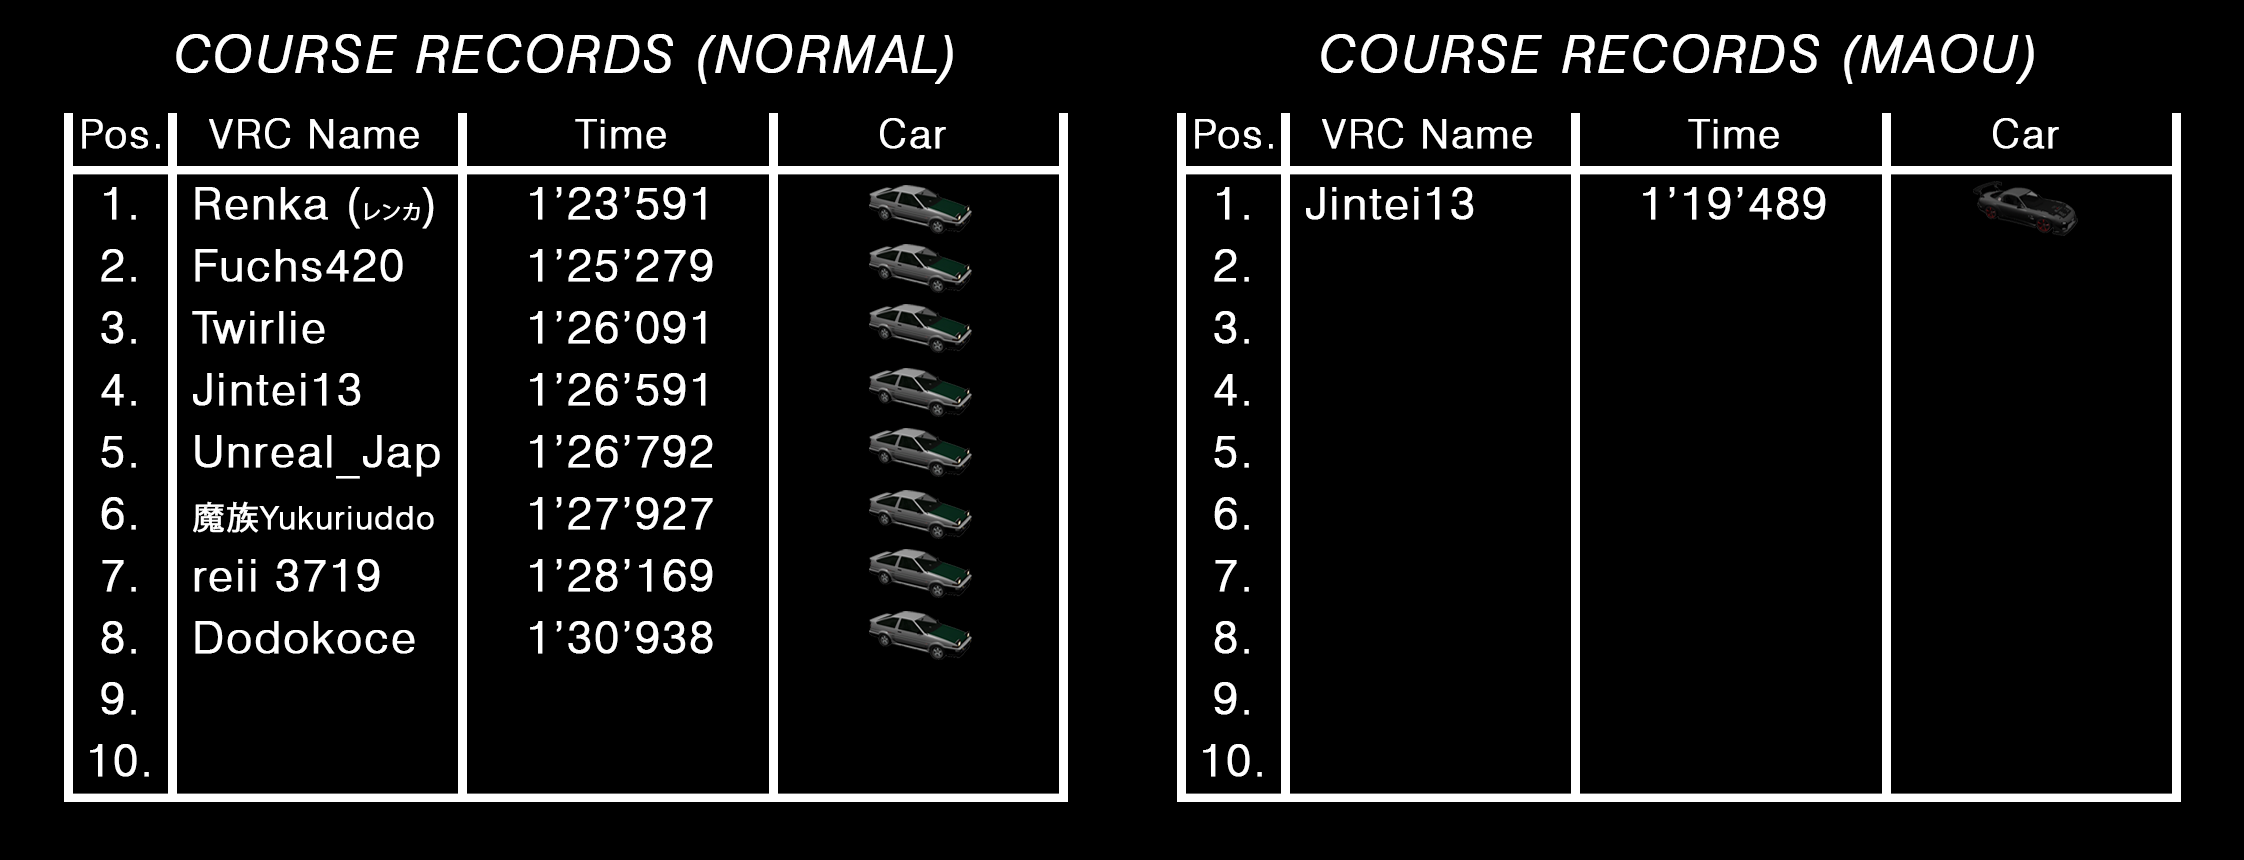 COURSE RECORDS (NORMAL)
Pos. VRC Name Time Car
1. Renka (レンカ) 1’23’591
2. Fuchs420 1’25’279
3. Twirlie 1’26’091
4. Jintei13 1’26’591
5. Unreal_Jap 1’26’792
6. 魔族Yukuriuddo 1’27’927
7. reii 3719 1’28’169
8. Dodokoce 1’30’938
9.
10.
COURSE RECORDS (MAOU)
Pos. VRC Name Time Car
1. Jintei13 1’19’489
2.
3.
4.
5.
6.
7.
8.
9.
10.